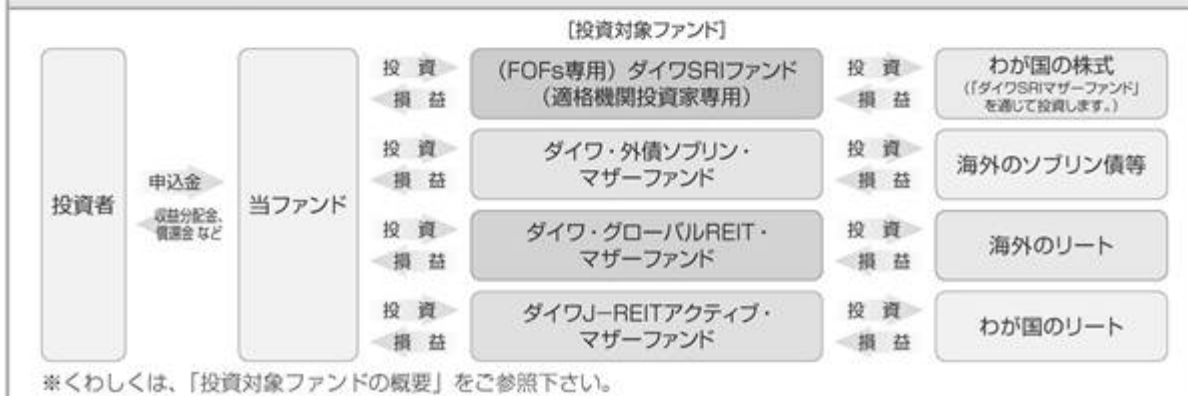 [投資対象ファンド]
投資者
申込金
収益分配金、
償還金 など
当ファンド
投 資
損 益
(FOFs専用) ダイワSRIファンド
(適格機関投資家専用)
投 資
損 益
わが国の株式
(「ダイワSRIマザーファンド」
を通じて投資します。)
投 資
損 益
ダイワ・外債ソブリン・
マザーファンド
投 資
損 益
海外のソブリン債等
投 資
損 益
ダイワ・グローバルREIT・
マザーファンド
投 資
損 益
海外のリート
投 資
損 益
ダイワJ-REITアクティブ・
マザーファンド
投 資
損 益
わが国のリート
※くわしくは、「投資対象ファンドの概要」をご参照下さい。